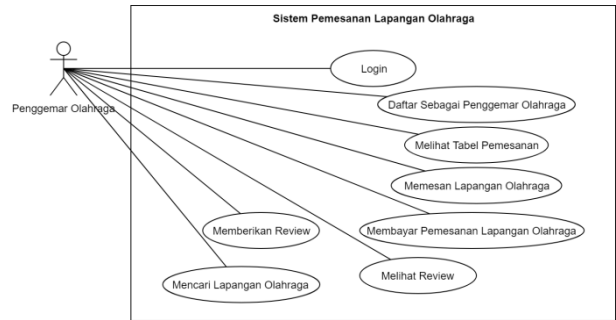 Sistem Pemesanan Lapangan Olahraga
Login
Penggemar Olahraga
Daftar Sebagai Penggemar Olahraga
Melihat Tabel Pemesanan
Memesan Lapangan Olahraga
Memberikan Review
Membayar Pemesanan Lapangan Olahraga
Melihat Review
Mencari Lapangan Olahraga